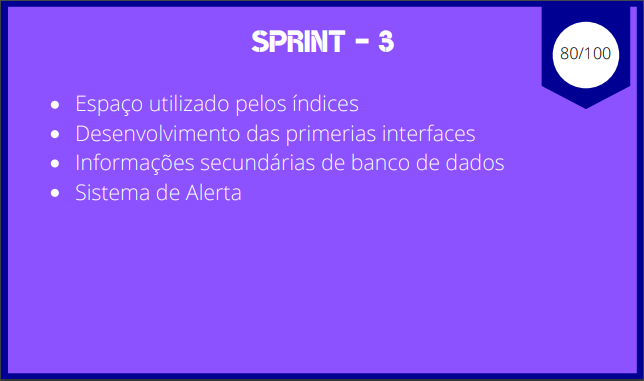 SPRINT - 3
80/100
• Espaço utilizado pelos índices
• Desenvolvimento das primerias interfaces
• Informações secundárias de banco de dados
• Sistema de Alerta